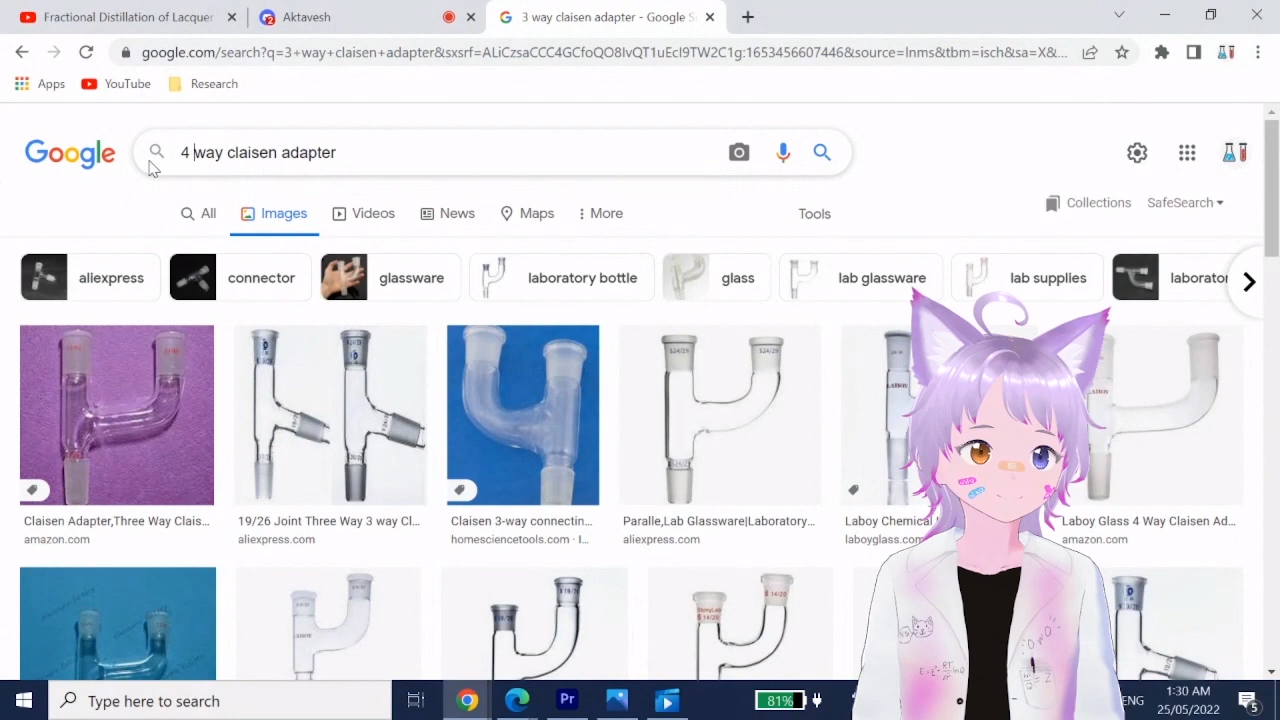 Fractional Distillation of Lacquer
Aktavesh
3 way claisen adapter - Google S
google.com/search?q=3+way+claisen+adapter&sxsrf=ALiCzsaCCC4GCfoQO8IvQT1uEcl9TW2C1g:1653456607446&source=lnms&tbm=isch&sa=X&...
Apps YouTube Research
Google 4 way claisen adapter
Collections SafeSearch
All Images Videos News Maps More Tools
aliexpress connector glassware laboratory bottle glass lab glassware lab supplies laborator
Claisen Adapter,Three Way Clais... 19/26 Joint Three Way 3 way Cl... Claisen 3-way connectin... Paralle,Lab Glassware|Laboratory... Laboy Chemical Laboy Glass 4 Way Claisen Ad...
amazon.com aliexpress.com homesciencetools.com · I... aliexpress.com laboyglass. amazon.com
Type here to search 81% ENG 1:30 AM
25/05/2022 5